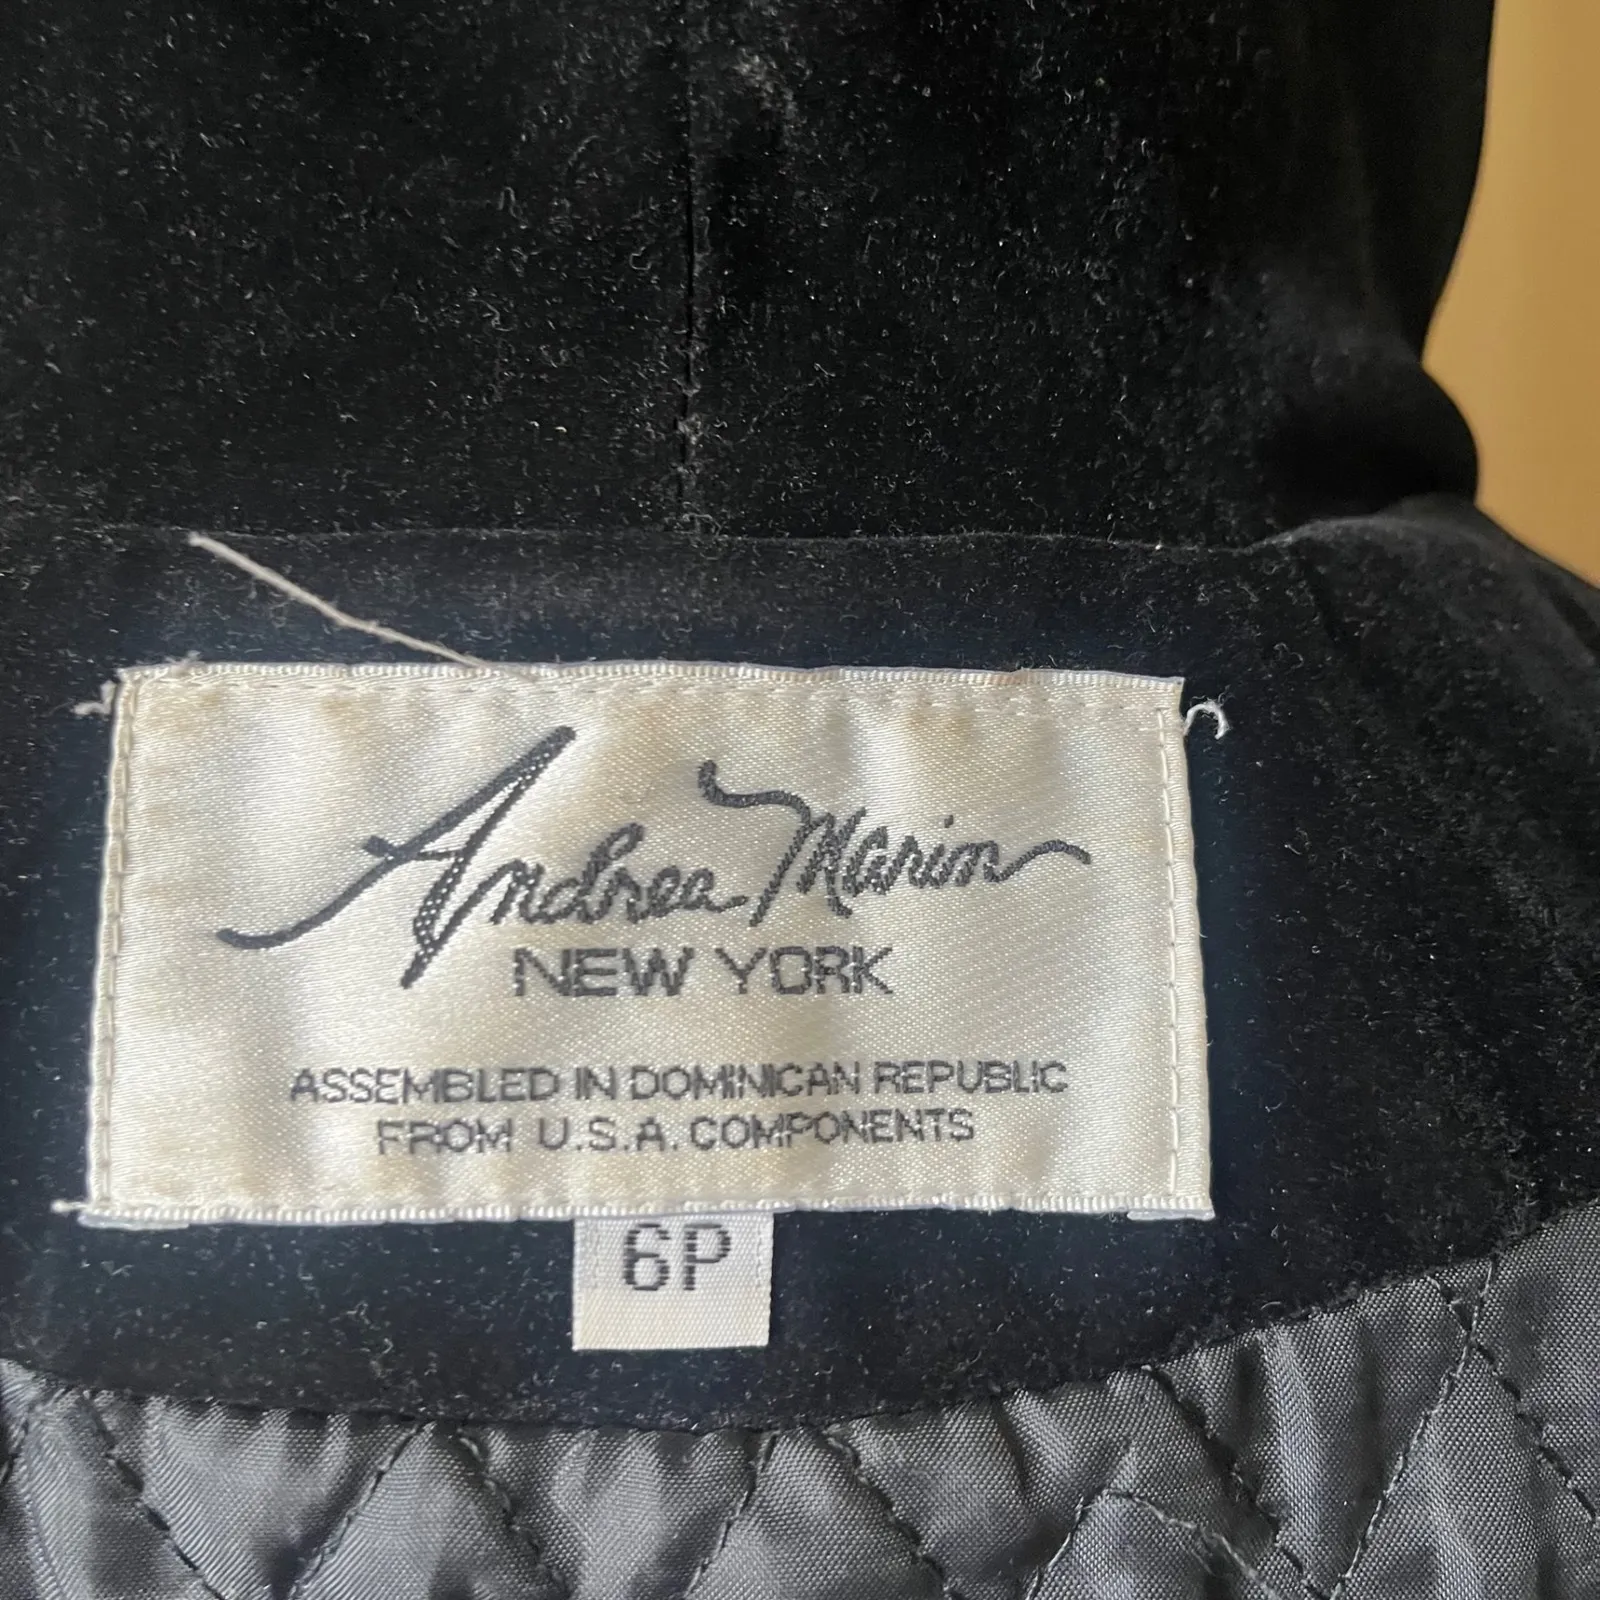 Andrea Marin
NEW YORK
ASSEMBLED IN DOMINICAN REPUBLIC
FROM U.S.A. COMPONENTS
6P